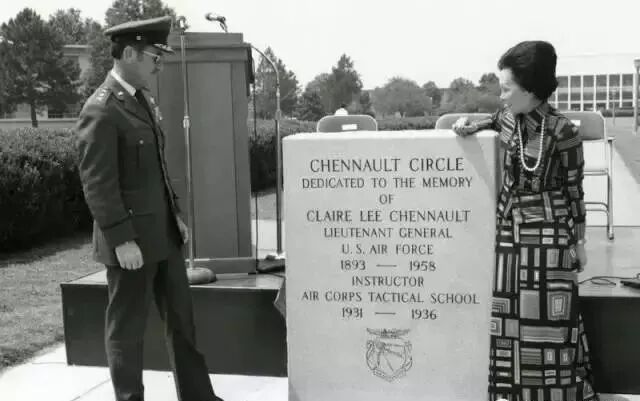 CHENNAULT CIRCLE
DEDICATED TO THE MEMORY
OF
CLAIRE LEE CHENNAULT
LIEUTENANT GENERAL
U.S. AIR FORCE
1893 — 1958
INSTRUCTOR
AIR CORPS TACTICAL SCHOOL
1931 — 1936